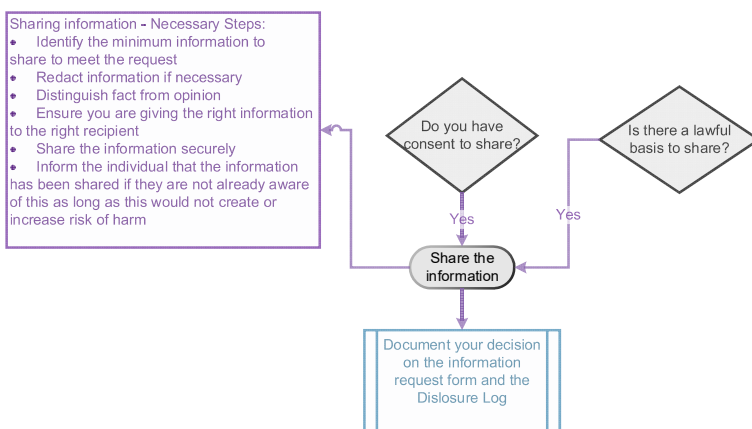 Sharing information - Necessary Steps:
• Identify the minimum information to
share to meet the request
• Redact information if necessary
• Distinguish fact from opinion
• Ensure you are giving the right information
to the right recipient
• Share the information securely
• Inform the individual that the information
has been shared if they are not already aware
of this as long as this would not create or
increase risk of harm
Do you have
consent to share?
Is there a lawful
basis to share?
Yes
Yes
Share the
information
Document your decision
on the information
request form and the
Dislosure Log